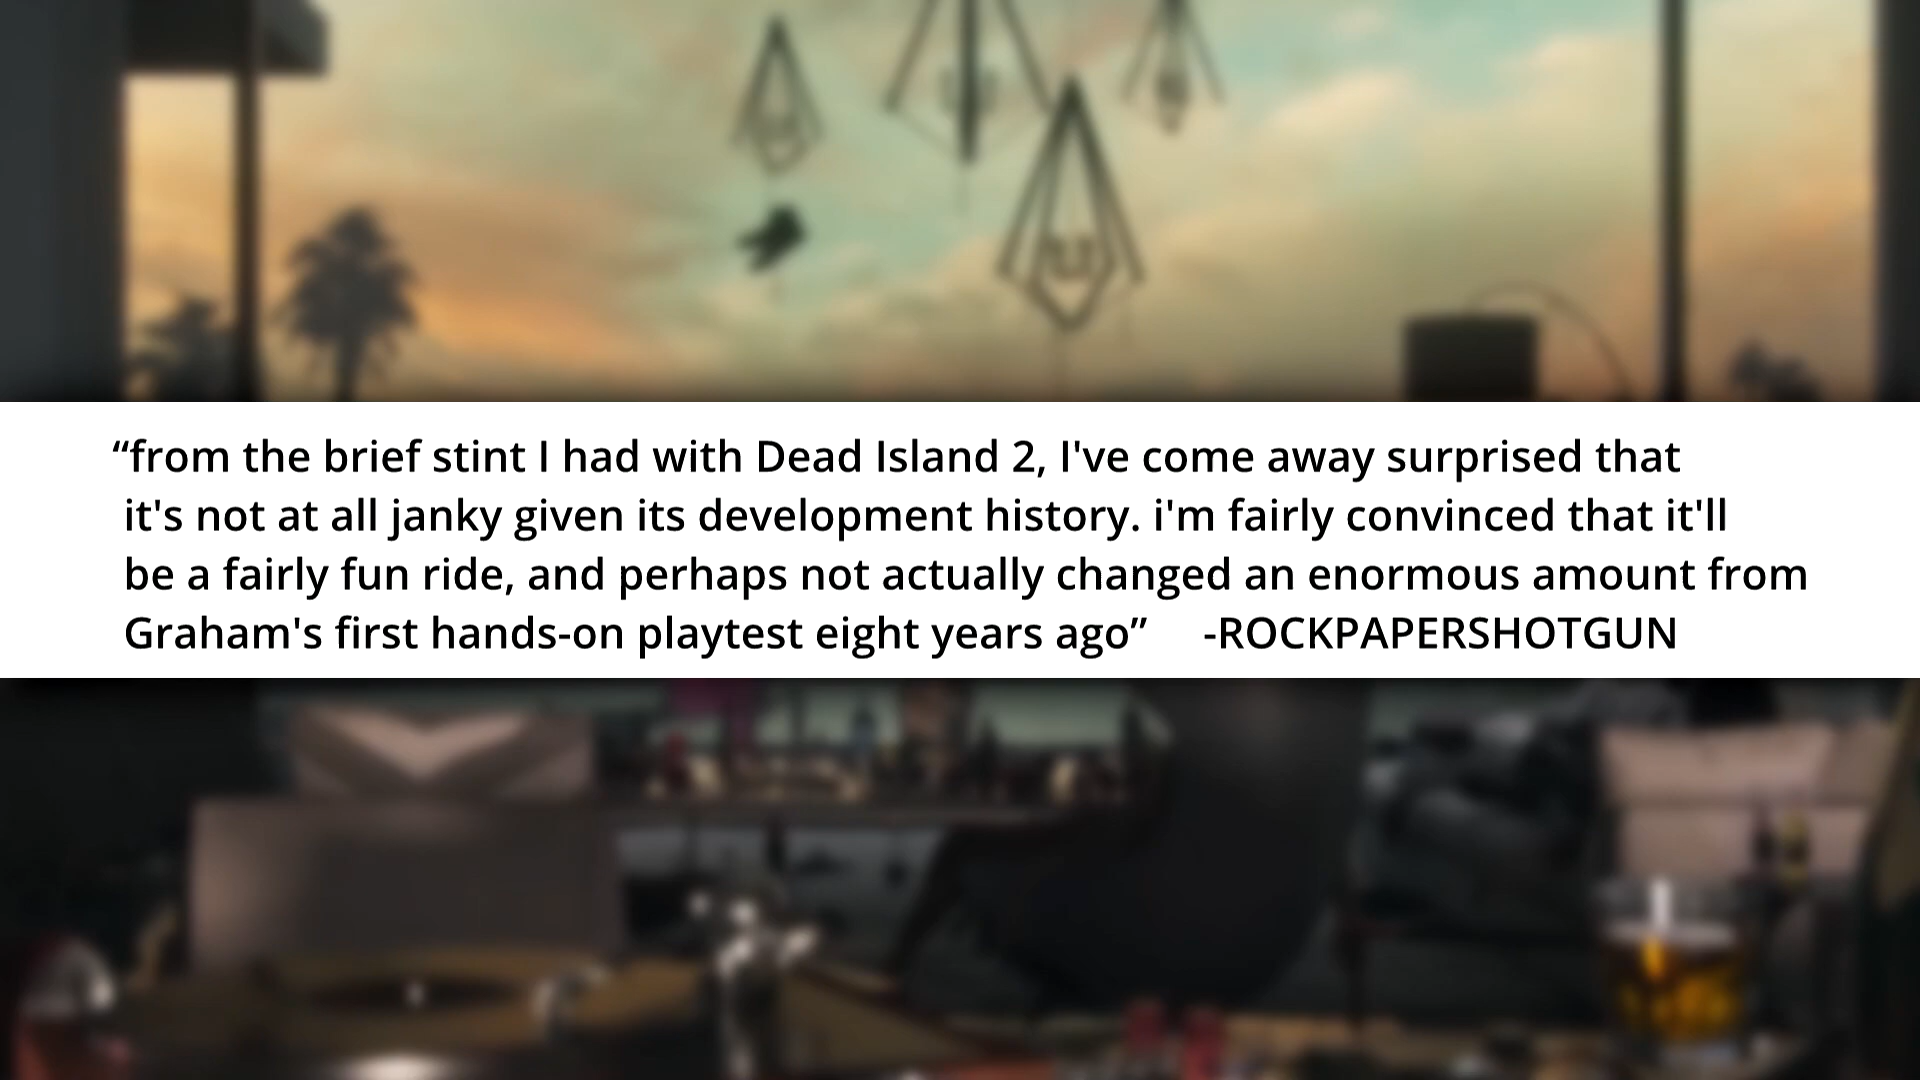 “from the brief stint I had with Dead Island 2, I've come away surprised that
it's not at all janky given its development history. i'm fairly convinced that it'll
be a fairly fun ride, and perhaps not actually changed an enormous amount from
Graham's first hands-on playtest eight years ago” -ROCKPAPERSHOTGUN